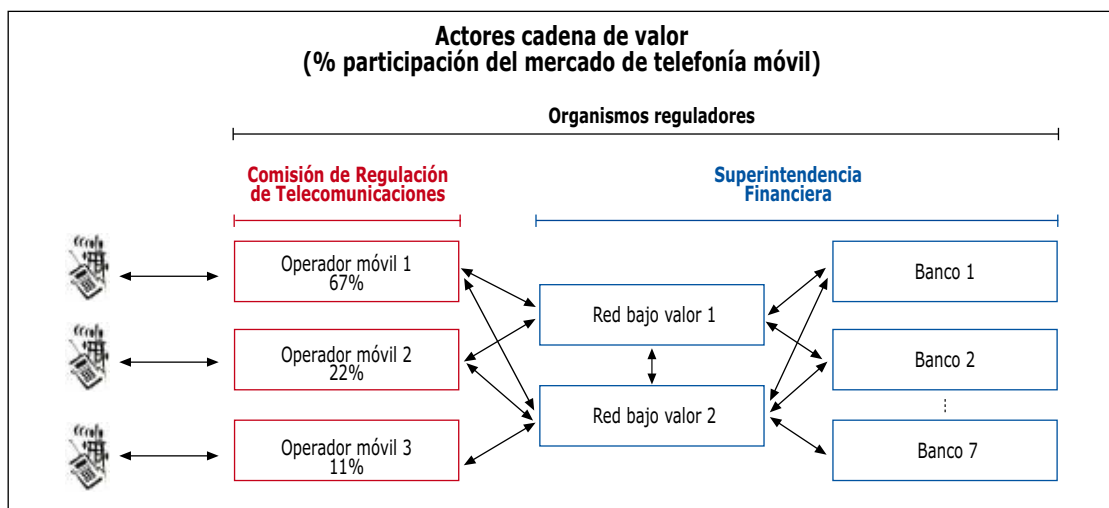 Actores cadena de valor
(% participación del mercado de telefonía móvil)
Organismos reguladores
Comisión de Regulación
de Telecomunicaciones
Superintendencia
Financiera
Operador móvil 1
67%
Red bajo valor 1
Banco 1
Operador móvil 2
22%
Banco 2
Red bajo valor 2
Operador móvil 3
11%
Banco 7